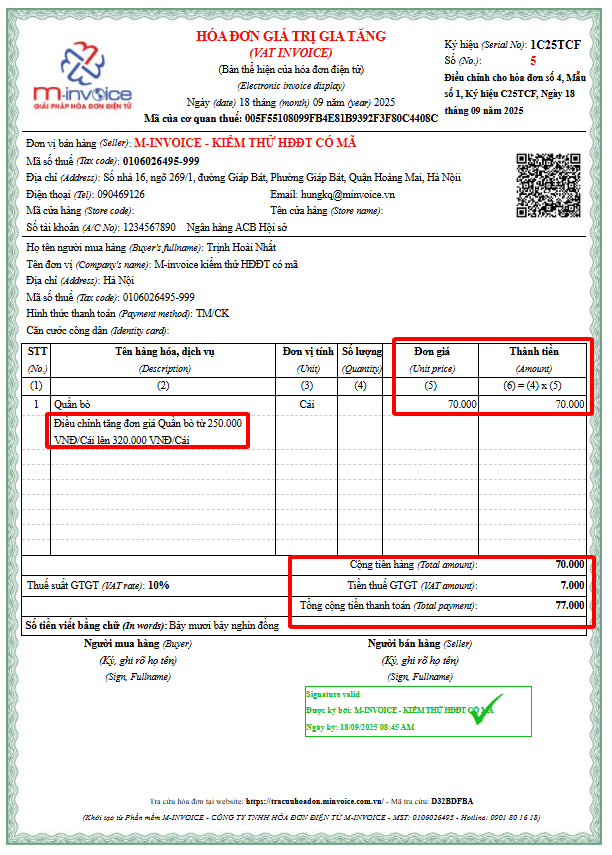 HÓA ĐƠN GIÁ TRỊ GIA TĂNG
(VAT INVOICE)
(Bản thể hiện của hóa đơn điện tử)
(Electronic invoice display)
Ngày (date) 18 tháng (month) 09 năm (year) 2025
Mã của cơ quan thuế: 005F55108099FB4E81B9392F3F80C4408C
Ký hiệu (Serial No): 1C25TCF
Số (No.): 5
Điều chỉnh cho hóa đơn số 4, Mẫu
số 1, Ký hiệu C25TCF, Ngày 18
tháng 09 năm 2025
m-invoice
GIẢI PHÁP HÓA ĐƠN ĐIỆN TỬ
Đơn vị bán hàng (Seller): M-INVOICE - KIỂM THỬ HĐĐT CÓ MÃ
Mã số thuế (Tax code): 0106026495-999
Địa chỉ (Address): Số nhà 16, ngõ 269/1, đường Giáp Bát, Phường Giáp Bát, Quận Hoàng Mai, Hà Nộii
Điện thoại (Tel): 090469126 Email: hungkq@minvoice.vn
Mã cửa hàng (Store code): Tên cửa hàng (Store name):
Số tài khoản (A/C No): 1234567890 Ngân hàng ACB Hội sở
Họ tên người mua hàng (Buyer's fullname): Trịnh Hoài Nhất
Tên đơn vị (Company's name): M-invoice kiểm thử HĐĐT có mã
Địa chỉ (Address): Hà Nội
Mã số thuế (Tax code): 0106026495-999
Hình thức thanh toán (Payment method): TM/CK
Căn cước công dân (Identity card):
STT Tên hàng hóa, dịch vụ Đơn vị tính Số lượng Đơn giá Thành tiền
(No.) (Description) (Unit) (Quantity) (Unit price) (Amount)
(1) (2) (3) (4) (5) (6) = (4) x (5)
1 Quần bò Cái 70.000 70.000
Điều chỉnh tăng đơn giá Quần bò từ 250.000
VNĐ/Cái lên 320.000 VNĐ/Cái
Cộng tiền hàng (Total amount): 70.000
Thuế suất GTGT (VAT rate): 10% Tiền thuế GTGT (VAT amount): 7.000
Tổng cộng tiền thanh toán (Total payment): 77.000
Số tiền viết bằng chữ (In words): Bảy mươi bảy nghìn đồng
Người mua hàng (Buyer) Người bán hàng (Seller)
(Ký, ghi rõ họ tên) (Ký, ghi rõ họ tên)
(Sign, Fullname) (Sign, Fullname)
Signature valid
Được ký bởi: M-INVOICE - KIỂM THỬ HĐĐT CÓ MÃ
Ngày ký: 18/09/2025 08:45 AM
Tra cứu hóa đơn tại website: https://tracuuhoadon.minvoice.com.vn/ - Mã tra cứu: D32BDFBA
(Khởi tạo từ Phần mềm M-INVOICE - CÔNG TY TNHH HÓA ĐƠN ĐIỆN TỬ M-INVOICE - MST: 0106026495 - Hotline: 0901 80 16 18)